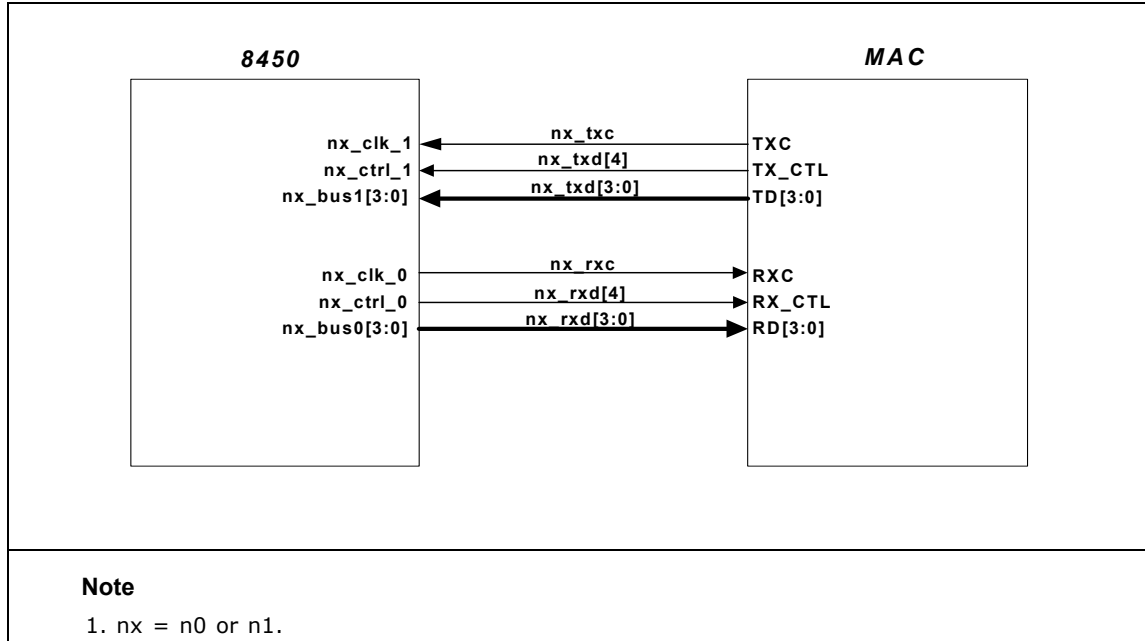 8450 MAC
nx_clk_1 nx_txc TXC
nx_ctrl_1 nx_txd[4] TX_CTL
nx_bus1[3:0] nx_txd[3:0] TD[3:0]
nx_clk_0 nx_rxc RXC
nx_ctrl_0 nx_rxd[4] RX_CTL
nx_bus0[3:0] nx_rxd[3:0] RD[3:0]
Note
1. nx = n0 or n1.